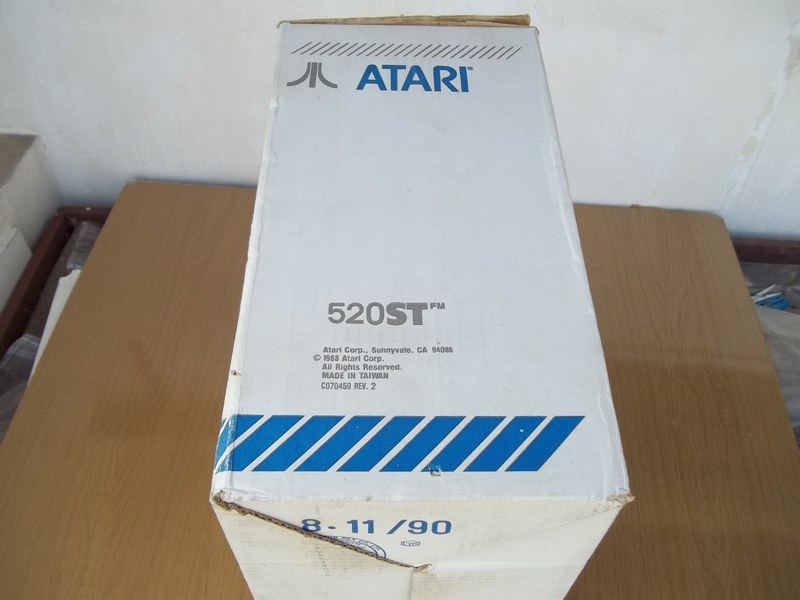 ATARI®
520STFM
Atari Corp., Sunnyvale, CA 94086
© 1988 Atari Corp.
All Rights Reserved.
MADE IN TAIWAN
C070459 REV. 2
8-11/90